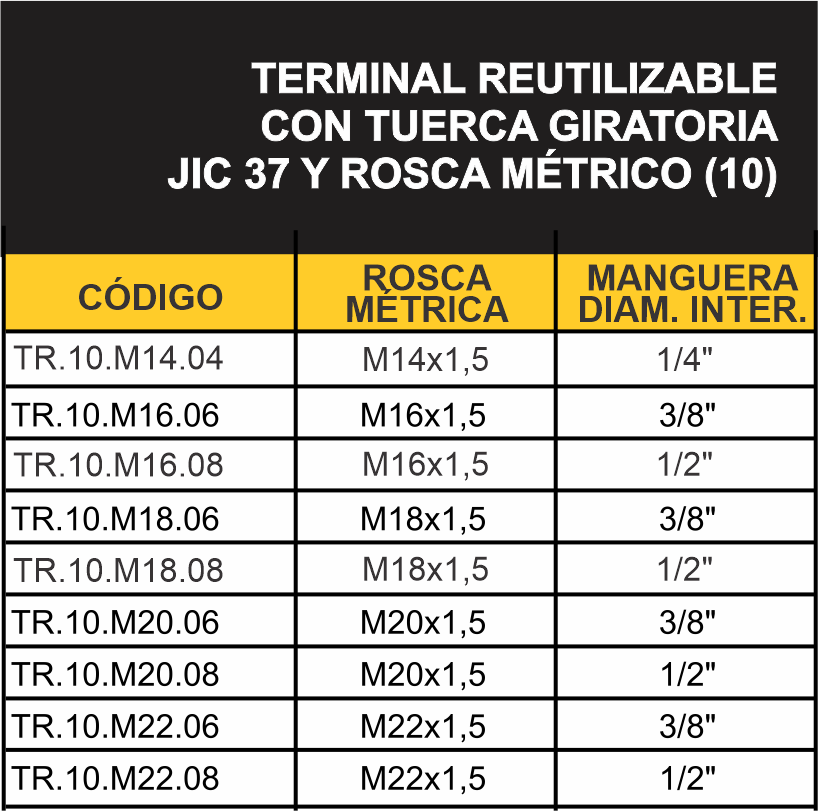 TERMINAL REUTILIZABLE
CON TUERCA GIRATORIA
JIC 37 Y ROSCA MÉTRICO (10)
CÓDIGO ROSCA MÉTRICA MANGUERA DIAM. INTER.
TR.10.M14.04 M14x1,5 1/4"
TR.10.M16.06 M16x1,5 3/8"
TR.10.M16.08 M16x1,5 1/2"
TR.10.M18.06 M18x1,5 3/8"
TR.10.M18.08 M18x1,5 1/2"
TR.10.M20.06 M20x1,5 3/8"
TR.10.M20.08 M20x1,5 1/2"
TR.10.M22.06 M22x1,5 3/8"
TR.10.M22.08 M22x1,5 1/2"